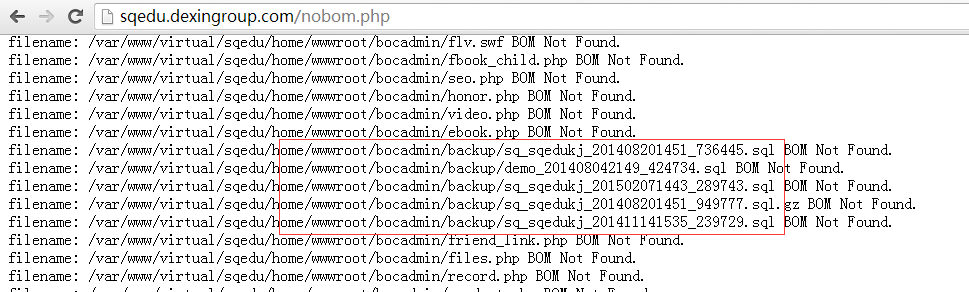 sqedu.dexingroup.com/nobom.php
filename: /var/www/virtual/sqedu/home/wwwroot/bocadmin/flv.swf BOM Not Found.
filename: /var/www/virtual/sqedu/home/wwwroot/bocadmin/fbook_child.php BOM Not Found.
filename: /var/www/virtual/sqedu/home/wwwroot/bocadmin/seo.php BOM Not Found.
filename: /var/www/virtual/sqedu/home/wwwroot/bocadmin/honor.php BOM Not Found.
filename: /var/www/virtual/sqedu/home/wwwroot/bocadmin/video.php BOM Not Found.
filename: /var/www/virtual/sqedu/home/wwwroot/bocadmin/ebook.php BOM Not Found.
filename: /var/www/virtual/sqedu/home/wwwroot/bocadmin/backup/sq_sqedukj_201408201451_736445.sql BOM Not Found.
filename: /var/www/virtual/sqedu/home/wwwroot/bocadmin/backup/demo_201408042149_424734.sql BOM Not Found.
filename: /var/www/virtual/sqedu/home/wwwroot/bocadmin/backup/sq_sqedukj_201502071443_289743.sql BOM Not Found.
filename: /var/www/virtual/sqedu/home/wwwroot/bocadmin/backup/sq_sqedukj_201408201451_949777.sql.gz BOM Not Found.
filename: /var/www/virtual/sqedu/home/wwwroot/bocadmin/backup/sq_sqedukj_201411141535_239729.sql BOM Not Found.
filename: /var/www/virtual/sqedu/home/wwwroot/bocadmin/friend_link.php BOM Not Found.
filename: /var/www/virtual/sqedu/home/wwwroot/bocadmin/files.php BOM Not Found.
filename: /var/www/virtual/sqedu/home/wwwroot/bocadmin/record.php BOM Not Found.